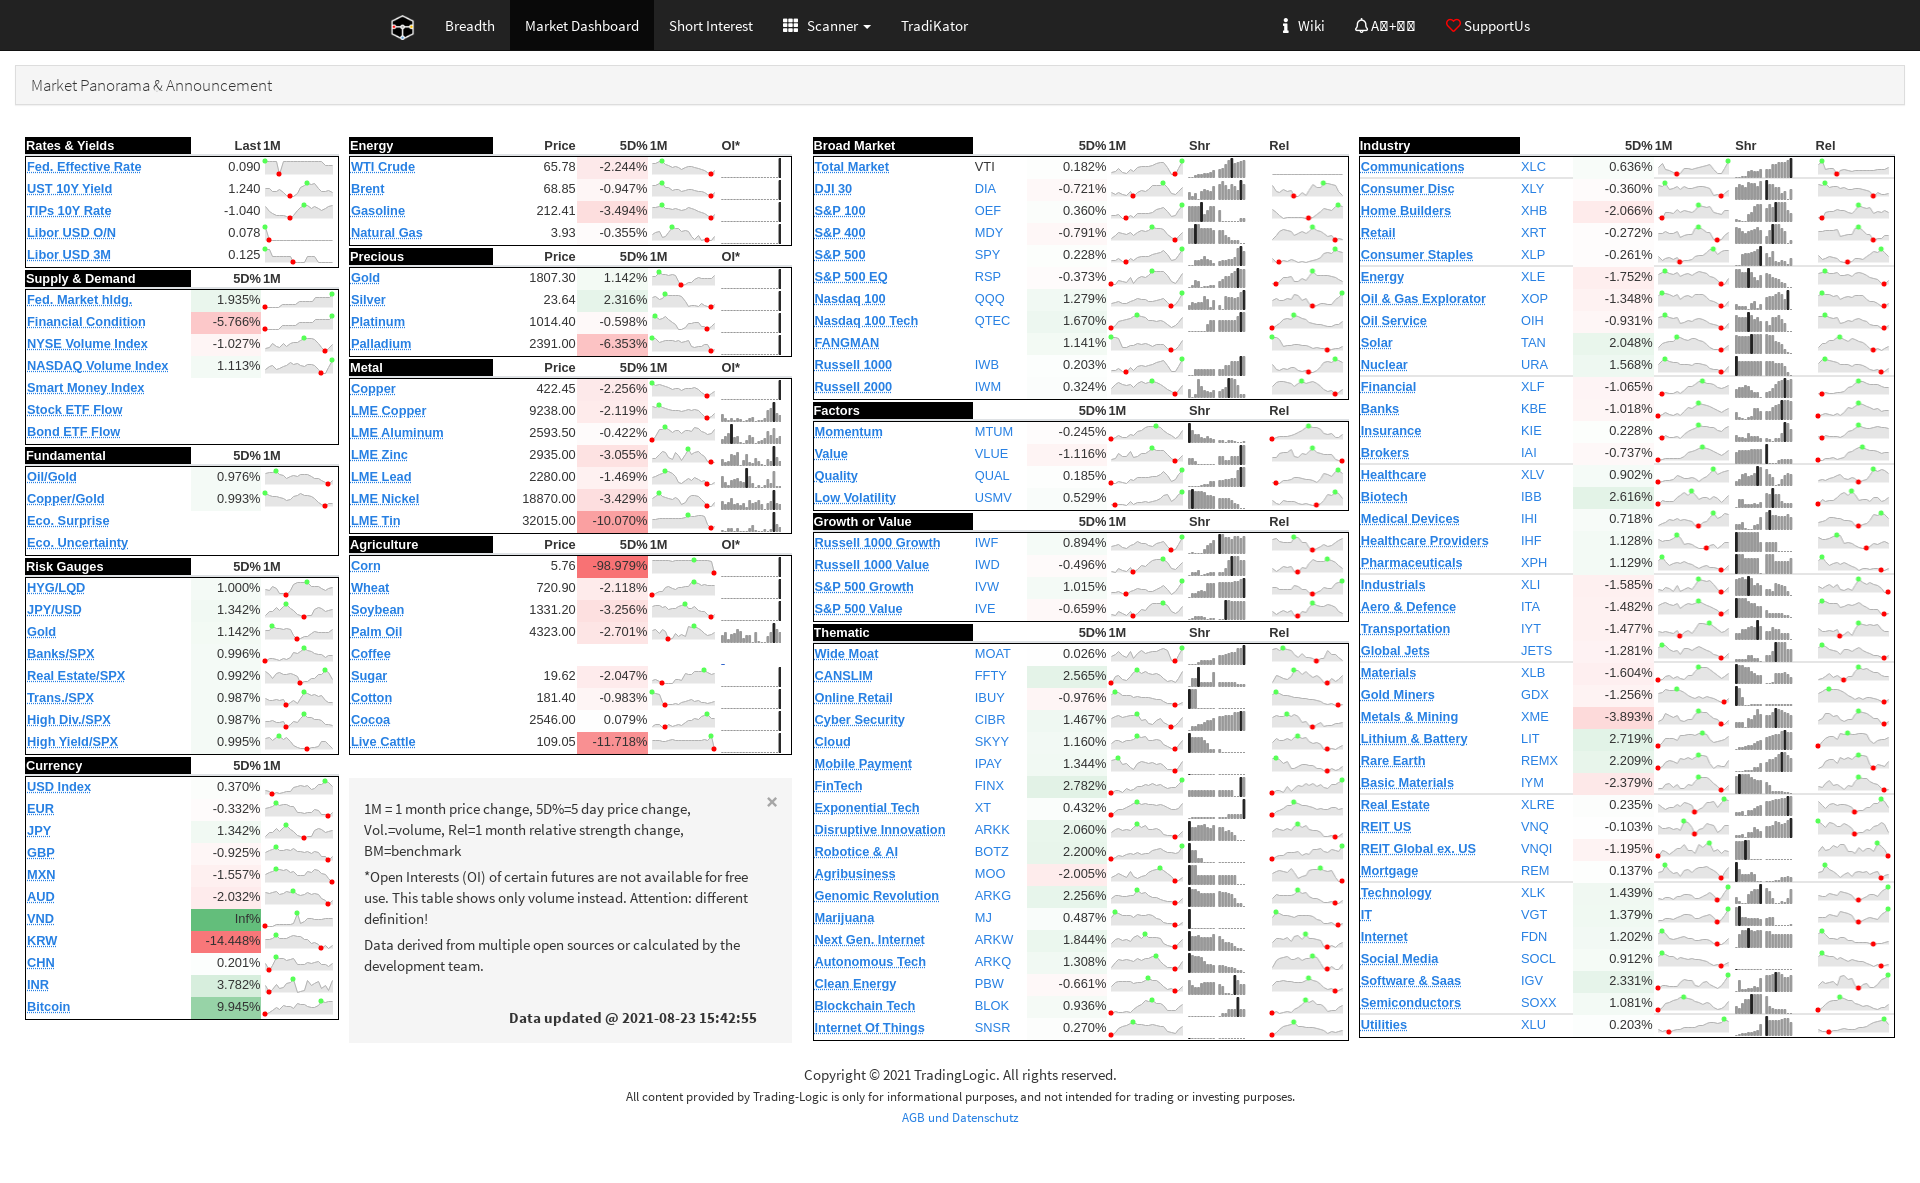 Breadth
Market Dashboard
Short Interest
Scanner
TradiKator
Wiki
SupportUs
Market Panorama & Announcement
Rates & Yields Last 1M
Fed. Effective Rate 0.090
UST 10Y Yield 1.240
TIPs 10Y Rate -1.040
Libor USD O/N 0.078
Libor USD 3M 0.125
Supply & Demand 5D% 1M
Fed. Market hldg. 1.935%
Financial Condition -5.766%
NYSE Volume Index -1.027%
NASDAQ Volume Index 1.113%
Smart Money Index
Stock ETF Flow
Bond ETF Flow
Fundamental 5D% 1M
Oil/Gold 0.976%
Copper/Gold 0.993%
Eco. Surprise
Eco. Uncertainty
Risk Gauges 5D% 1M
HYG/LQD 1.000%
JPY/USD 1.342%
Gold 1.142%
Banks/SPX 0.996%
Real Estate/SPX 0.992%
Trans./SPX 0.987%
High Div./SPX 0.987%
High Yield/SPX 0.995%
Currency 5D% 1M
USD Index 0.370%
EUR -0.332%
JPY 1.342%
GBP -0.925%
MXN -1.557%
AUD -2.032%
VND Inf%
KRW -14.448%
CHN 0.201%
INR 3.782%
Bitcoin 9.945%
Energy Price 5D% 1M OI*
WTI Crude 65.78 -2.244%
Brent 68.85 -0.947%
Gasoline 212.41 -3.494%
Natural Gas 3.93 -0.355%
Precious Price 5D% 1M OI*
Gold 1807.30 1.142%
Silver 23.64 2.316%
Platinum 1014.40 -0.598%
Palladium 2391.00 -6.353%
Metal Price 5D% 1M OI*
Copper 422.45 -2.256%
LME Copper 9238.00 -2.119%
LME Aluminum 2593.50 -0.422%
LME Zinc 2935.00 -3.055%
LME Lead 2280.00 -1.469%
LME Nickel 18870.00 -3.429%
LME Tin 32015.00 -10.070%
Agriculture Price 5D% 1M OI*
Corn 5.76 -98.979%
Wheat 720.90 -2.118%
Soybean 1331.20 -3.256%
Palm Oil 4323.00 -2.701%
Coffee -
Sugar 19.62 -2.047%
Cotton 181.40 -0.983%
Cocoa 2546.00 0.079%
Live Cattle 109.05 -11.718%
×
1M = 1 month price change, 5D%=5 day price change,
Vol.=volume, Rel=1 month relative strength change,
BM=benchmark
*Open Interests (OI) of certain futures are not available for free
use. This table shows only volume instead. Attention: different
definition!
Data derived from multiple open sources or calculated by the
development team.
Data updated @ 2021-08-23 15:42:55
Broad Market 5D% 1M Shr Rel
Total Market VTI 0.182%
DJI 30 DIA -0.721%
S&P 100 OEF 0.360%
S&P 400 MDY -0.791%
S&P 500 SPY 0.228%
S&P 500 EQ RSP -0.373%
Nasdaq 100 QQQ 1.279%
Nasdaq 100 Tech QTEC 1.670%
FANGMAN 1.141%
Russell 1000 IWB 0.203%
Russell 2000 IWM 0.324%
Factors 5D% 1M Shr Rel
Momentum MTUM -0.245%
Value VLUE -1.116%
Quality QUAL 0.185%
Low Volatility USMV 0.529%
Growth or Value 5D% 1M Shr Rel
Russell 1000 Growth IWF 0.894%
Russell 1000 Value IWD -0.496%
S&P 500 Growth IVW 1.015%
S&P 500 Value IVE -0.659%
Thematic 5D% 1M Shr Rel
Wide Moat MOAT 0.026%
CANSLIM FFTY 2.565%
Online Retail IBUY -0.976%
Cyber Security CIBR 1.467%
Cloud SKYY 1.160%
Mobile Payment IPAY 1.344%
FinTech FINX 2.782%
Exponential Tech XT 0.432%
Disruptive Innovation ARKK 2.060%
Robotice & AI BOTZ 2.200%
Agribusiness MOO -2.005%
Genomic Revolution ARKG 2.256%
Marijuana MJ 0.487%
Next Gen. Internet ARKW 1.844%
Autonomous Tech ARKQ 1.308%
Clean Energy PBW -0.661%
Blockchain Tech BLOK 0.936%
Internet Of Things SNSR 0.270%
Industry 5D% 1M Shr Rel
Communications XLC 0.636%
Consumer Disc XLY -0.360%
Home Builders XHB -2.066%
Retail XRT -0.272%
Consumer Staples XLP -0.261%
Energy XLE -1.752%
Oil & Gas Explorator XOP -1.348%
Oil Service OIH -0.931%
Solar TAN 2.048%
Nuclear URA 1.568%
Financial XLF -1.065%
Banks KBE -1.018%
Insurance KIE 0.228%
Brokers IAI -0.737%
Healthcare XLV 0.902%
Biotech IBB 2.616%
Medical Devices IHI 0.718%
Healthcare Providers IHF 1.128%
Pharmaceuticals XPH 1.129%
Industrials XLI -1.585%
Aero & Defence ITA -1.482%
Transportation IYT -1.477%
Global Jets JETS -1.281%
Materials XLB -1.604%
Gold Miners GDX -1.256%
Metals & Mining XME -3.893%
Lithium & Battery LIT 2.719%
Rare Earth REMX 2.209%
Basic Materials IYM -2.379%
Real Estate XLRE 0.235%
REIT US VNQ -0.103%
REIT Global ex. US VNQI -1.195%
Mortgage REM 0.137%
Technology XLK 1.439%
IT VGT 1.379%
Internet FDN 1.202%
Social Media SOCL 0.912%
Software & Saas IGV 2.331%
Semiconductors SOXX 1.081%
Utilities XLU 0.203%
Copyright © 2021 TradingLogic. All rights reserved.
All content provided by Trading-Logic is only for informational purposes, and not intended for trading or investing purposes.
AGB und Datenschutz